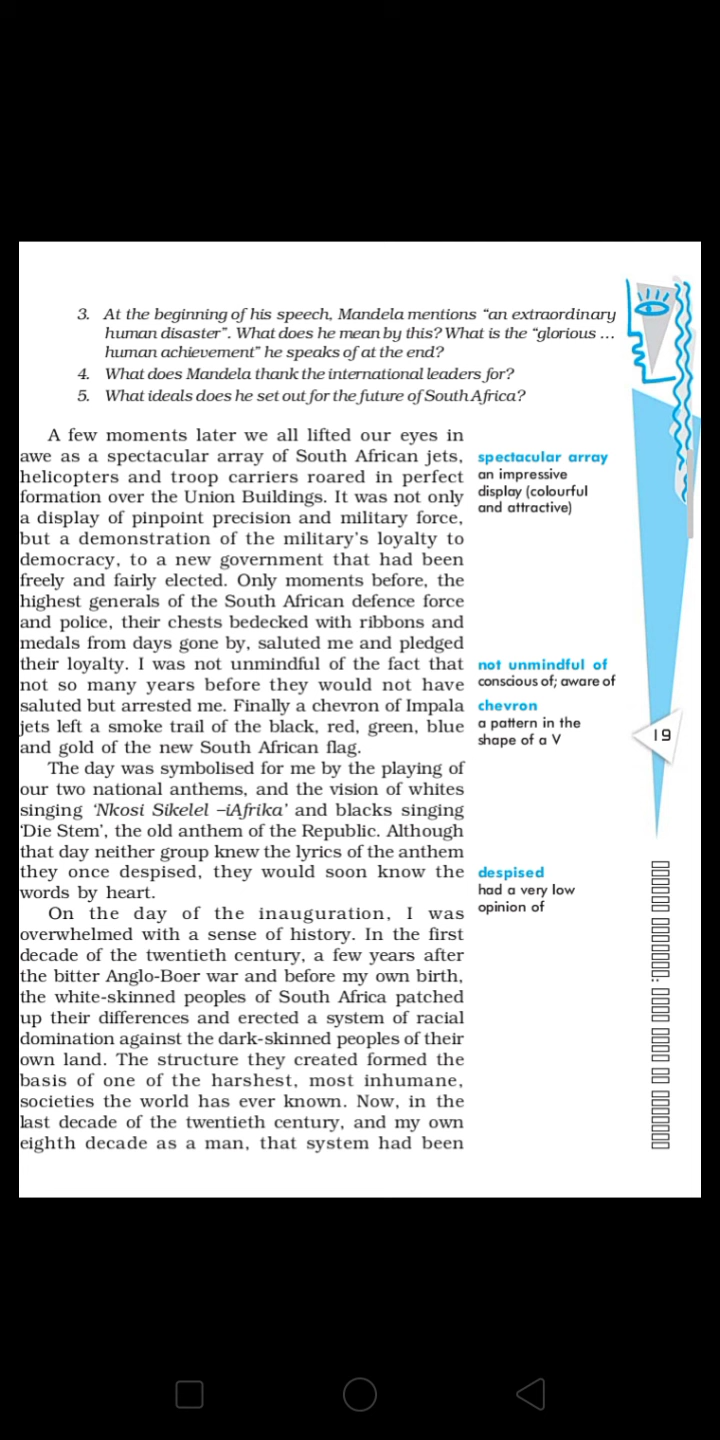 3. At the beginning of his speech, Mandela mentions “an extraordinary
human disaster”. What does he mean by this? What is the “glorious ...
human achievement” he speaks of at the end?
4. What does Mandela thank the international leaders for?
5. What ideals does he set out for the future of South Africa?
A few moments later we all lifted our eyes in
awe as a spectacular array of South African jets,
helicopters and troop carriers roared in perfect
formation over the Union Buildings. It was not only
a display of pinpoint precision and military force,
but a demonstration of the military’s loyalty to
democracy, to a new government that had been
freely and fairly elected. Only moments before, the
highest generals of the South African defence force
and police, their chests bedecked with ribbons and
medals from days gone by, saluted me and pledged
their loyalty. I was not unmindful of the fact that
not so many years before they would not have
saluted but arrested me. Finally a chevron of Impala
jets left a smoke trail of the black, red, green, blue
and gold of the new South African flag.
The day was symbolised for me by the playing of
our two national anthems, and the vision of whites
singing ‘Nkosi Sikelel –iAfrika’ and blacks singing
‘Die Stem’, the old anthem of the Republic. Although
that day neither group knew the lyrics of the anthem
they once despised, they would soon know the
words by heart.
On the day of the inauguration, I was
overwhelmed with a sense of history. In the first
decade of the twentieth century, a few years after
the bitter Anglo-Boer war and before my own birth,
the white-skinned peoples of South Africa patched
up their differences and erected a system of racial
domination against the dark-skinned peoples of their
own land. The structure they created formed the
basis of one of the harshest, most inhumane,
societies the world has ever known. Now, in the
last decade of the twentieth century, and my own
eighth decade as a man, that system had been
spectacular array
an impressive
display (colourful
and attractive)
not unmindful of
conscious of; aware of
chevron
a pattern in the
shape of a V
despised
had a very low
opinion of
19